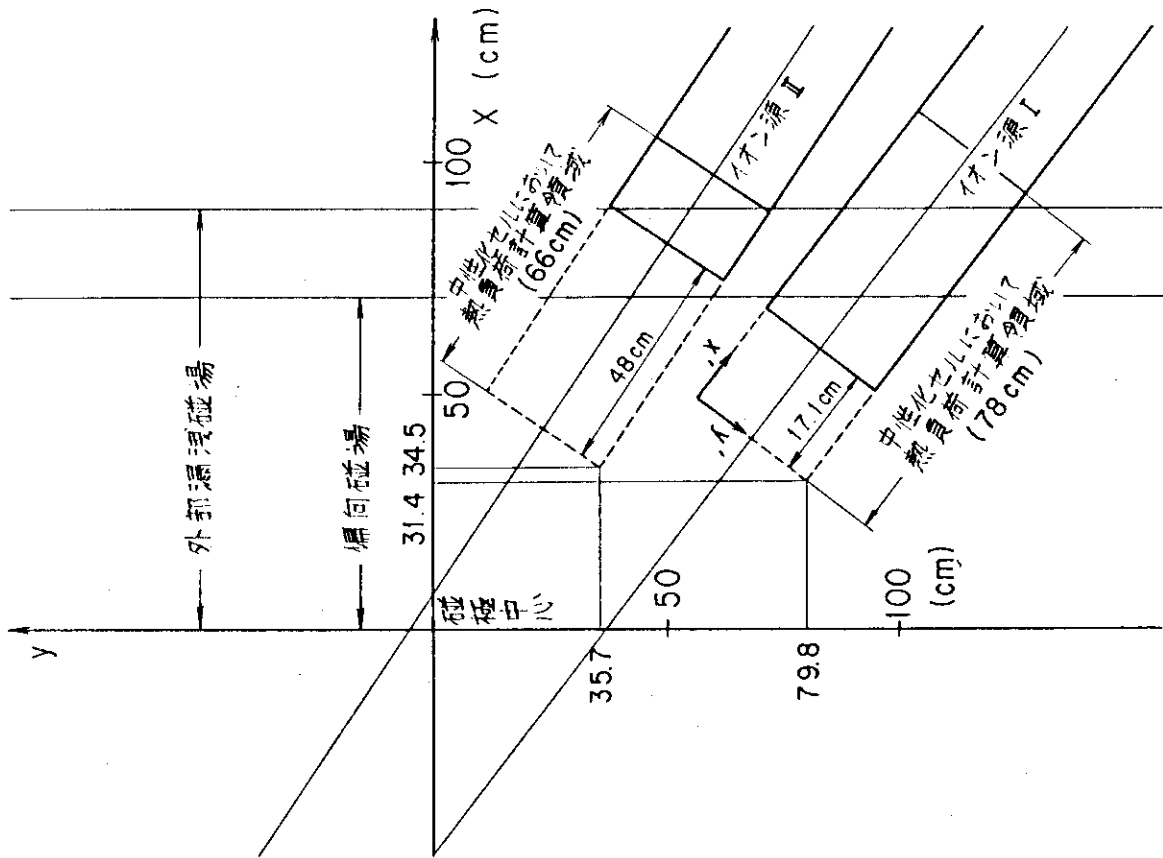 y
外部漏洩磁場
偏向磁場
31.4 34.5
50
100
X (cm)
磁極中心
35.7
50
79.8
100
(cm)
中性化セルにおいて
熱負荷計算領域
(66cm)
48cm
イオン源 II
x'
y'
17.1cm
イオン源 I
中性化セルにおいて
熱負荷計算領域
(78cm)